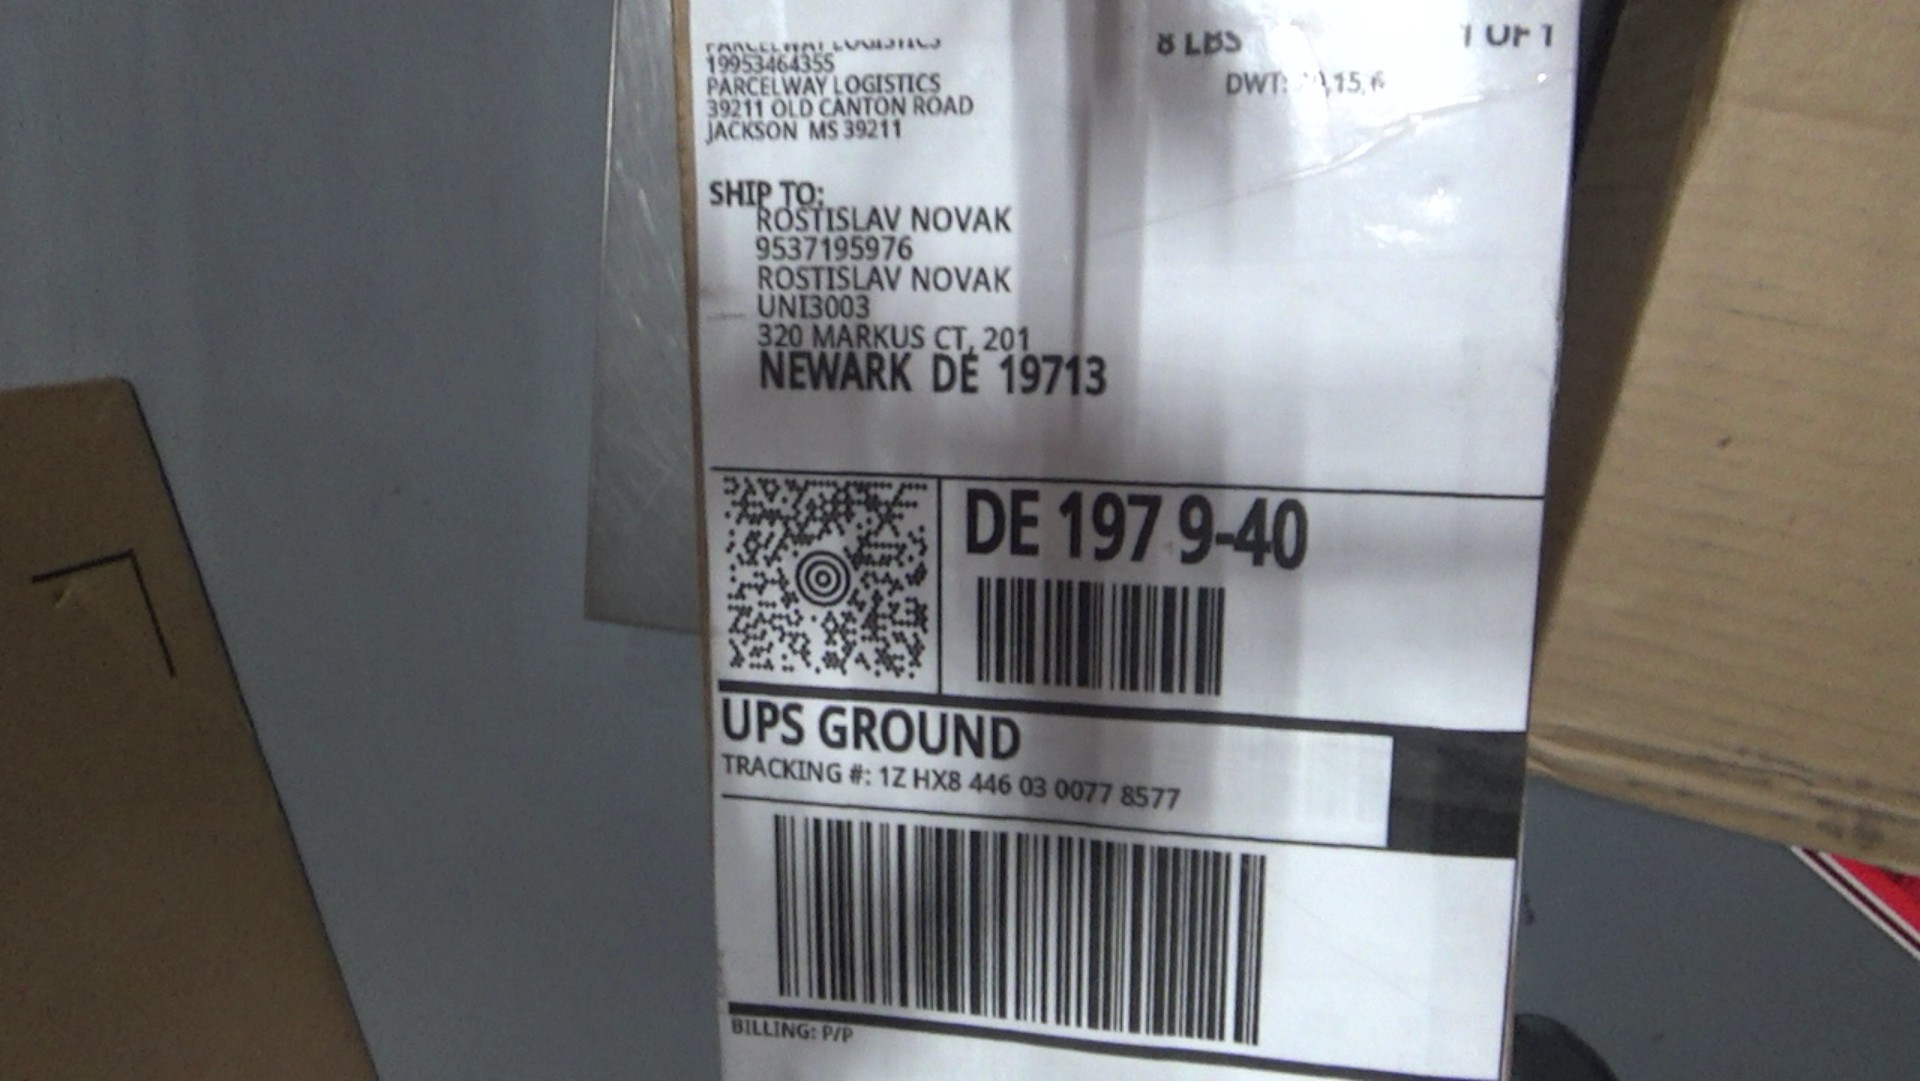 PARCELWAY LOGISTICS
8 LBS
1 OF 1
19953464355
PARCELWAY LOGISTICS
DWT:
39211 OLD CANTON ROAD
JACKSON MS 39211
SHIP TO:
ROSTISLAV NOVAK
9537195976
ROSTISLAV NOVAK
UNI3003
320 MARKUS CT, 201
NEWARK DE 19713
DE 197 9-40
UPS GROUND
TRACKING #: 1Z HX8 446 03 0077 8577
BILLING: P/P